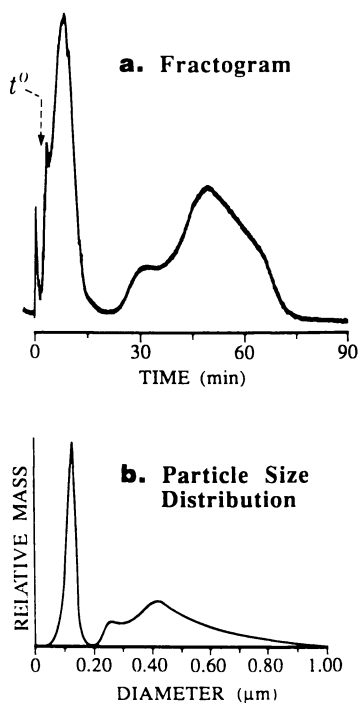 a. Fractogram
t⁰
0 30 60 90
TIME (min)
b. Particle Size
Distribution
RELATIVE MASS
0 0.20 0.40 0.60 0.80 1.00
DIAMETER (μm)